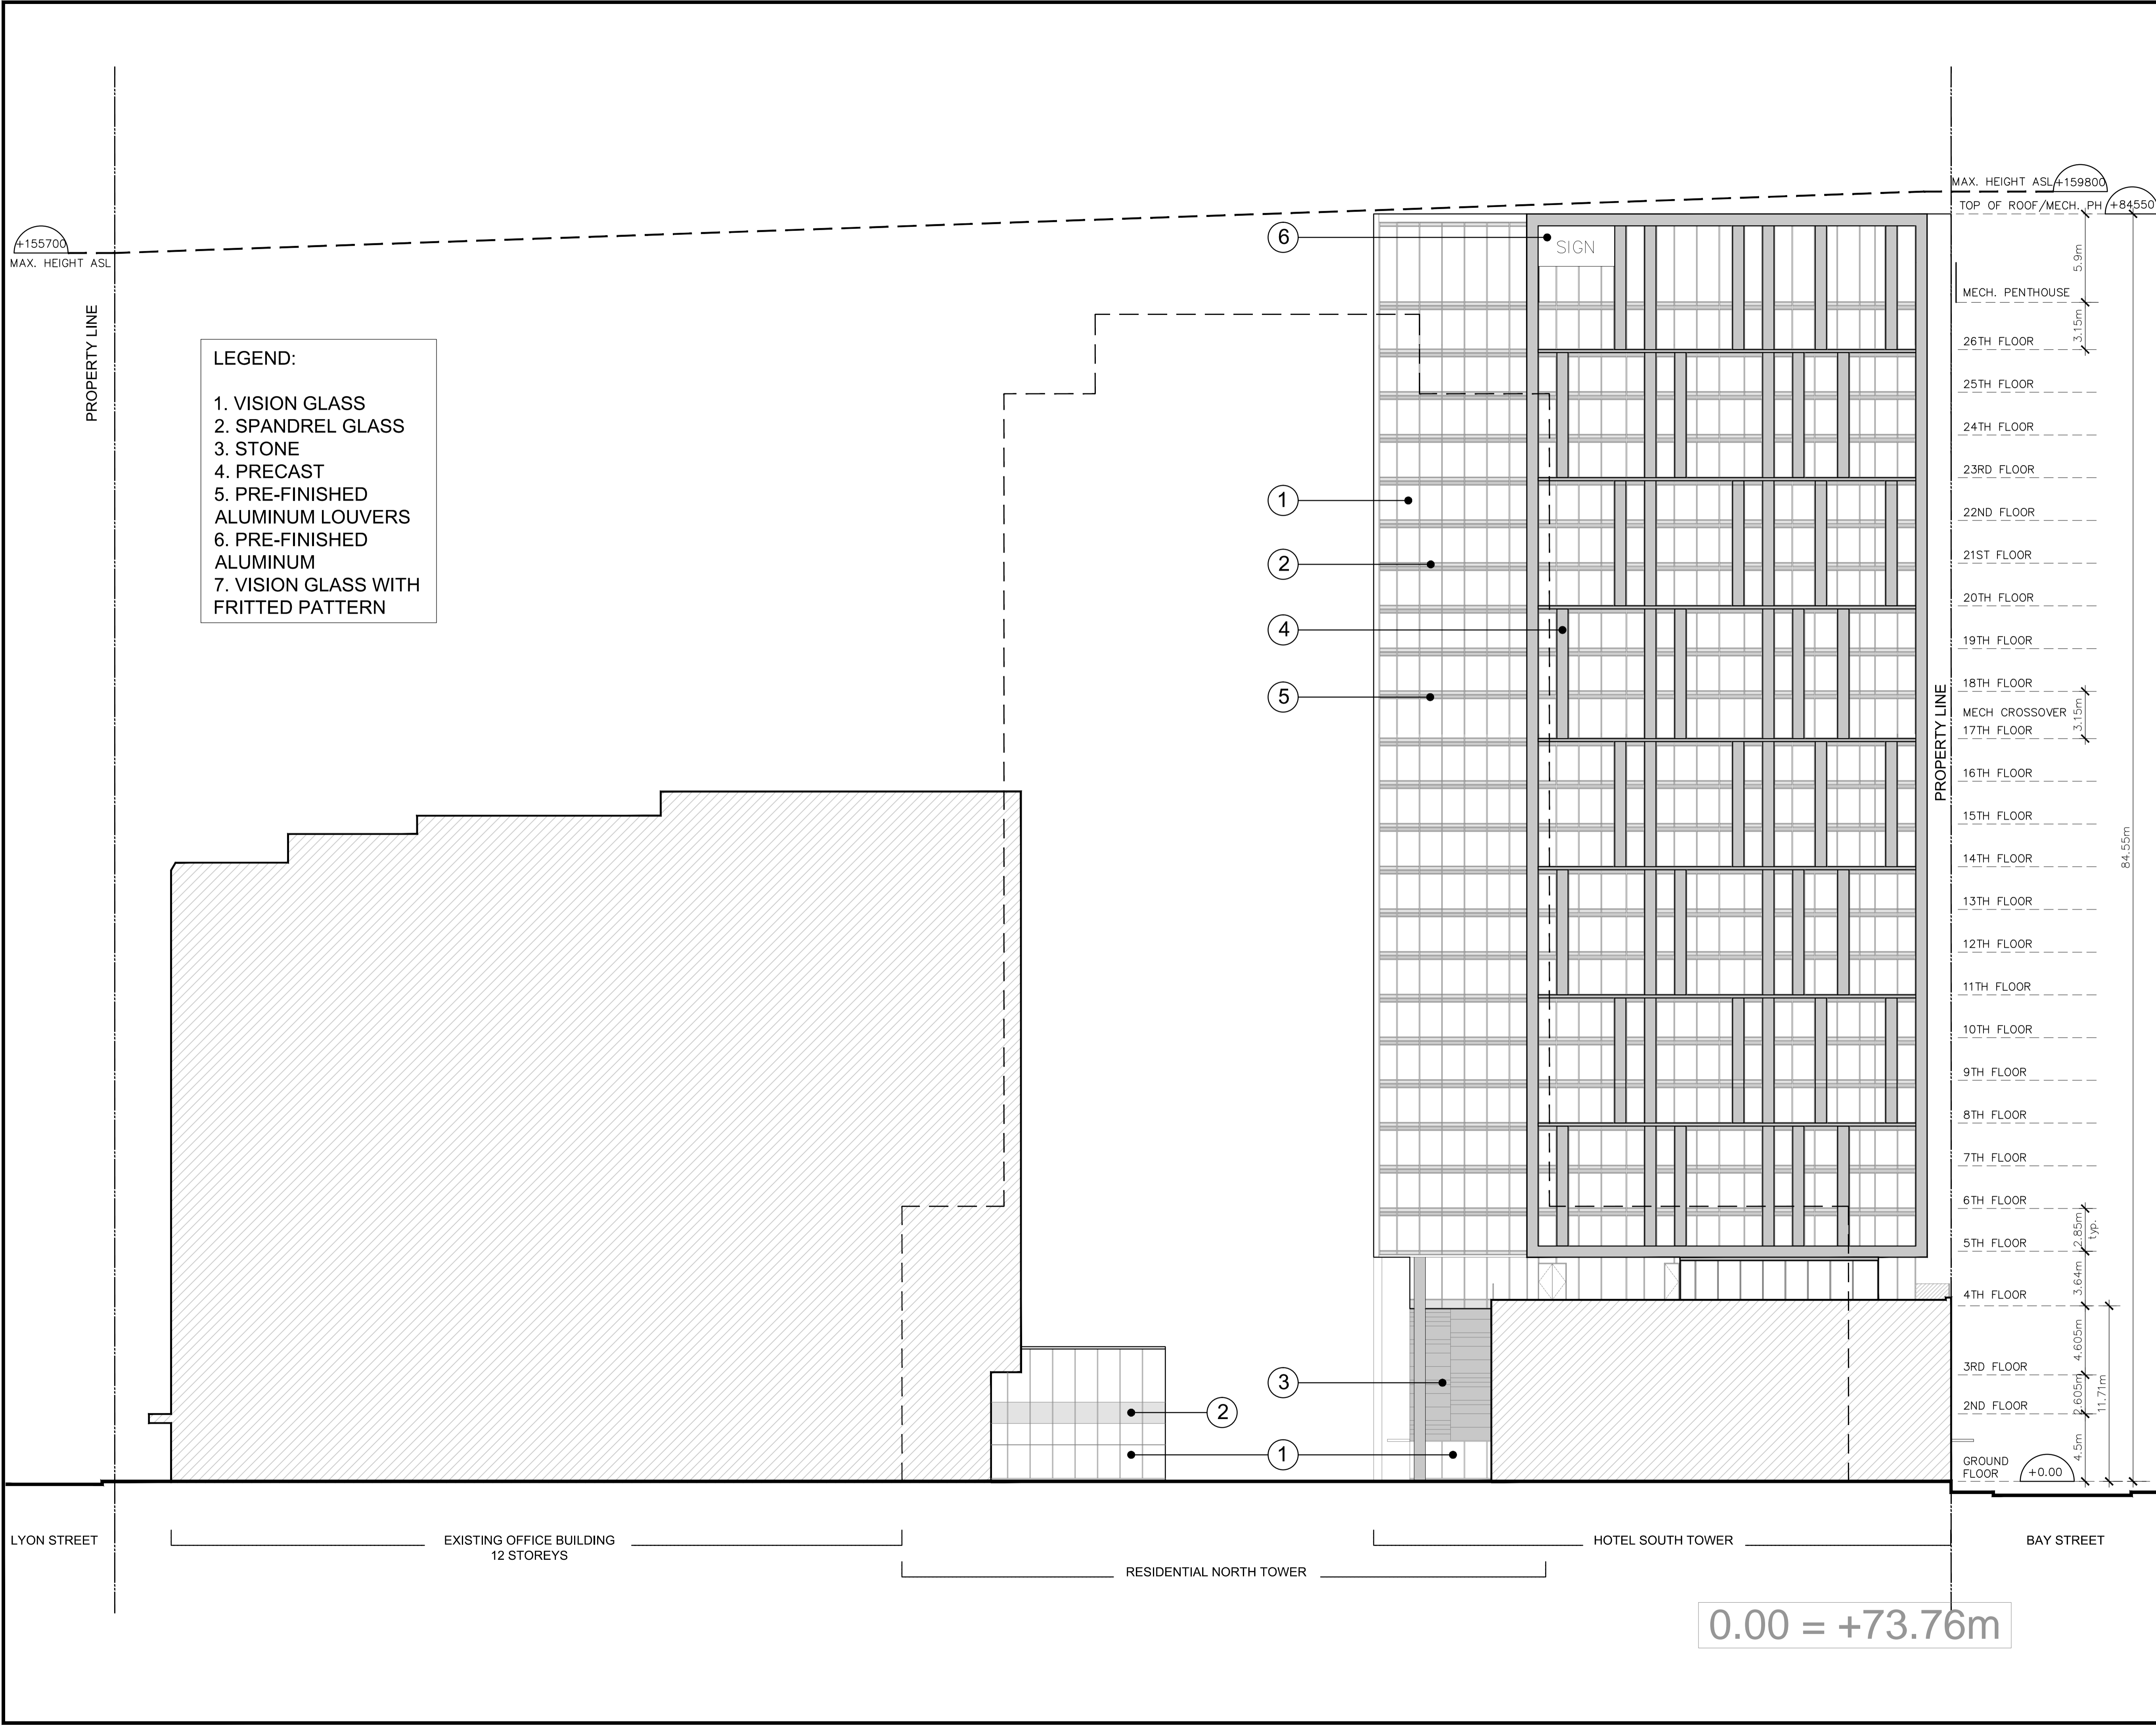 MAX. HEIGHT ASL
+159800
TOP OF ROOF/MECH. PH
+84550
+155700
MAX. HEIGHT ASL
PROPERTY LINE
LEGEND:
1. VISION GLASS
2. SPANDREL GLASS
3. STONE
4. PRECAST
5. PRE-FINISHED
ALUMINUM LOUVERS
6. PRE-FINISHED
ALUMINUM
7. VISION GLASS WITH
FRITTED PATTERN
6
SIGN
1
2
4
5
3
2
1
PROPERTY LINE
5.9m
MECH. PENTHOUSE
3.15m
26TH FLOOR
25TH FLOOR
24TH FLOOR
23RD FLOOR
22ND FLOOR
21ST FLOOR
20TH FLOOR
19TH FLOOR
18TH FLOOR
MECH CROSSOVER
3.15m
17TH FLOOR
16TH FLOOR
15TH FLOOR
84.55m
14TH FLOOR
13TH FLOOR
12TH FLOOR
11TH FLOOR
10TH FLOOR
9TH FLOOR
8TH FLOOR
7TH FLOOR
6TH FLOOR
2.85m
typ.
5TH FLOOR
3.64m
4TH FLOOR
4.605m
3RD FLOOR
2.605m
11.71m
2ND FLOOR
4.5m
GROUND
FLOOR
+0.00
LYON STREET
EXISTING OFFICE BUILDING
12 STOREYS
HOTEL SOUTH TOWER
BAY STREET
RESIDENTIAL NORTH TOWER
0.00 = +73.76m